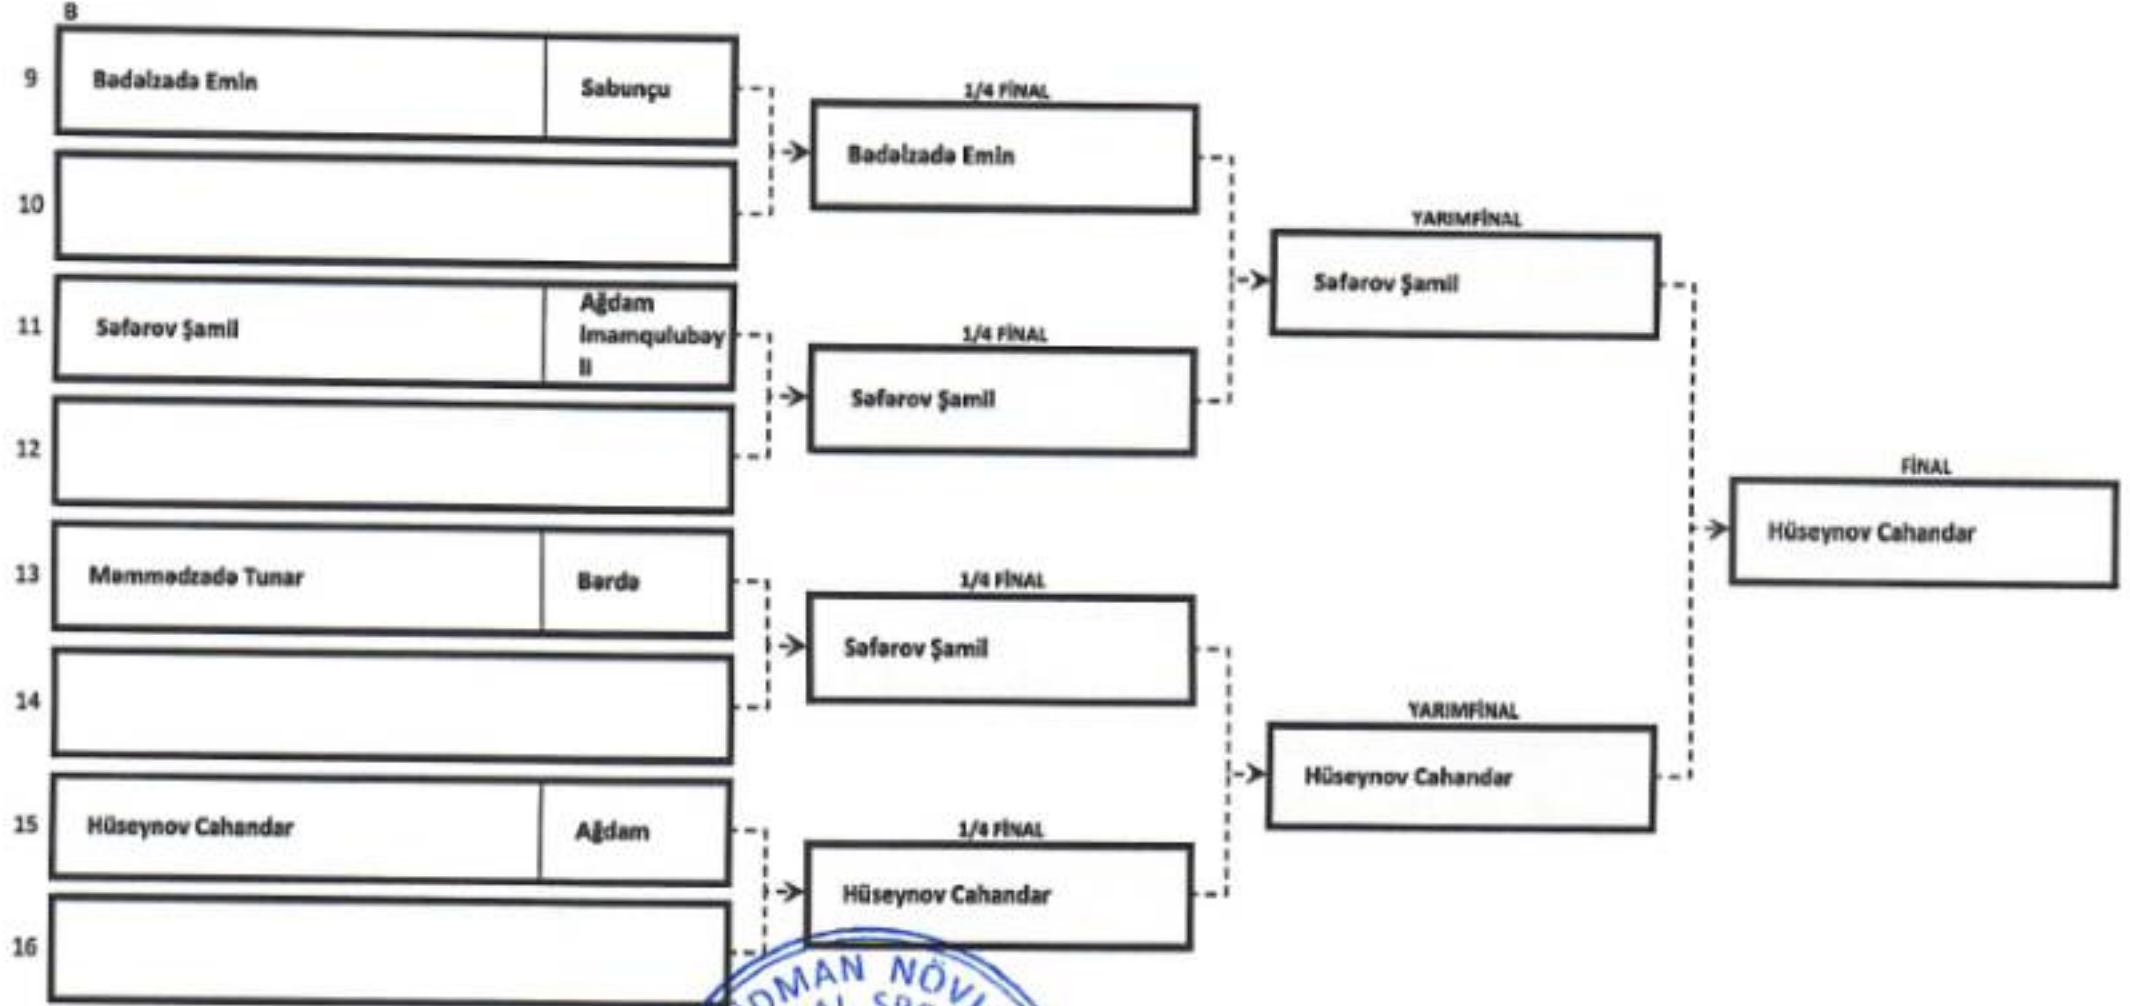 B
9
Bədəlzadə Emin
Sabunçu
10
11
Səfərov Şamil
Ağdam
İmamqulubəy
li
12
13
Məmmədzadə Tunar
Bərdə
14
15
Hüseynov Cahandar
Ağdam
16
1/4 FİNAL
Bədəlzadə Emin
1/4 FİNAL
Səfərov Şamil
1/4 FİNAL
Səfərov Şamil
1/4 FİNAL
Hüseynov Cahandar
YARIMFİNAL
Səfərov Şamil
YARIMFİNAL
Hüseynov Cahandar
FİNAL
Hüseynov Cahandar